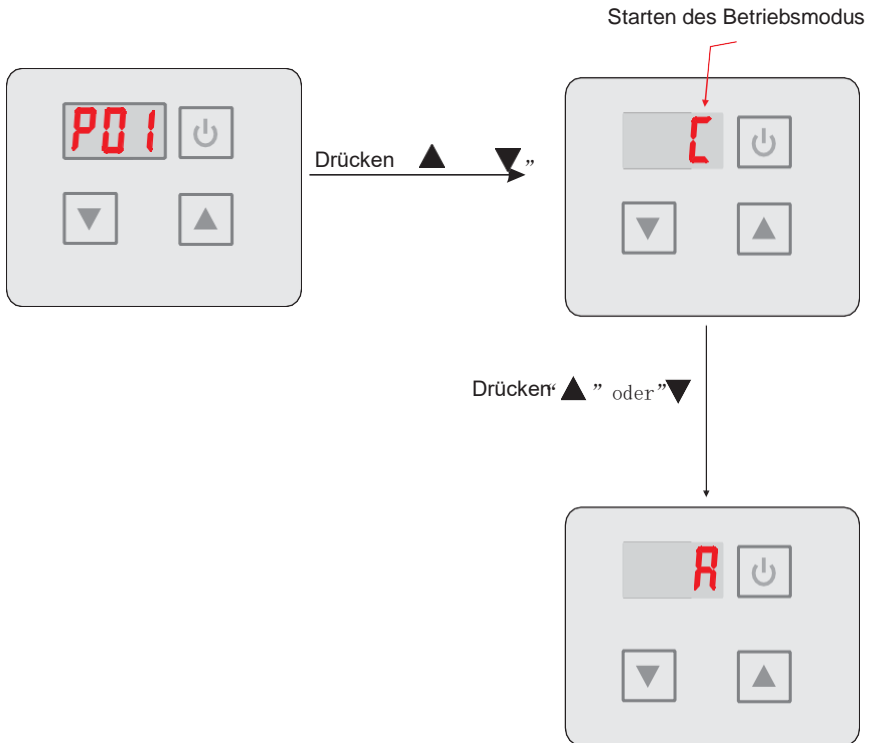 Starten des Betriebsmodus
P01
Drücken ▲ ▼”
C
Drücken“▲” oder”▼
A